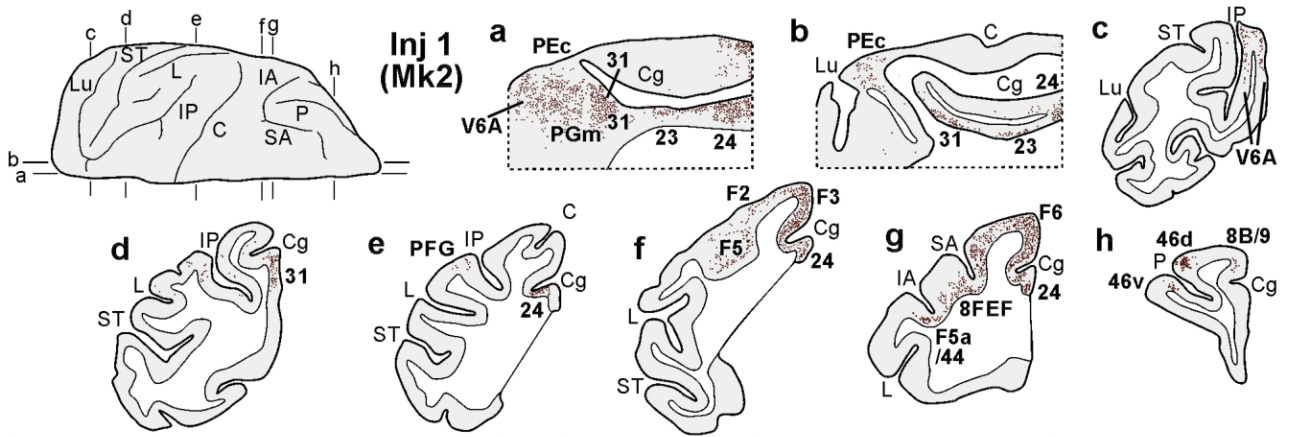 c d e f g
ST
L
Lu
IP
C
IA
h
P
SA
b
a
Inj 1
(Mk2)
a
PEc
31
Cg
V6A
PGm
31
23
24
b
PEc
C
Lu
Cg
24
31
23
c
IP
ST
Lu
V6A
d
IP
Cg
31
L
ST
e
C
PFG
IP
Cg
24
L
ST
f
F2
F3
Cg
F5
24
L
ST
g
F6
SA
Cg
IA
24
8FEF
F5a
/44
L
h
46d
8B/9
P
46v
Cg